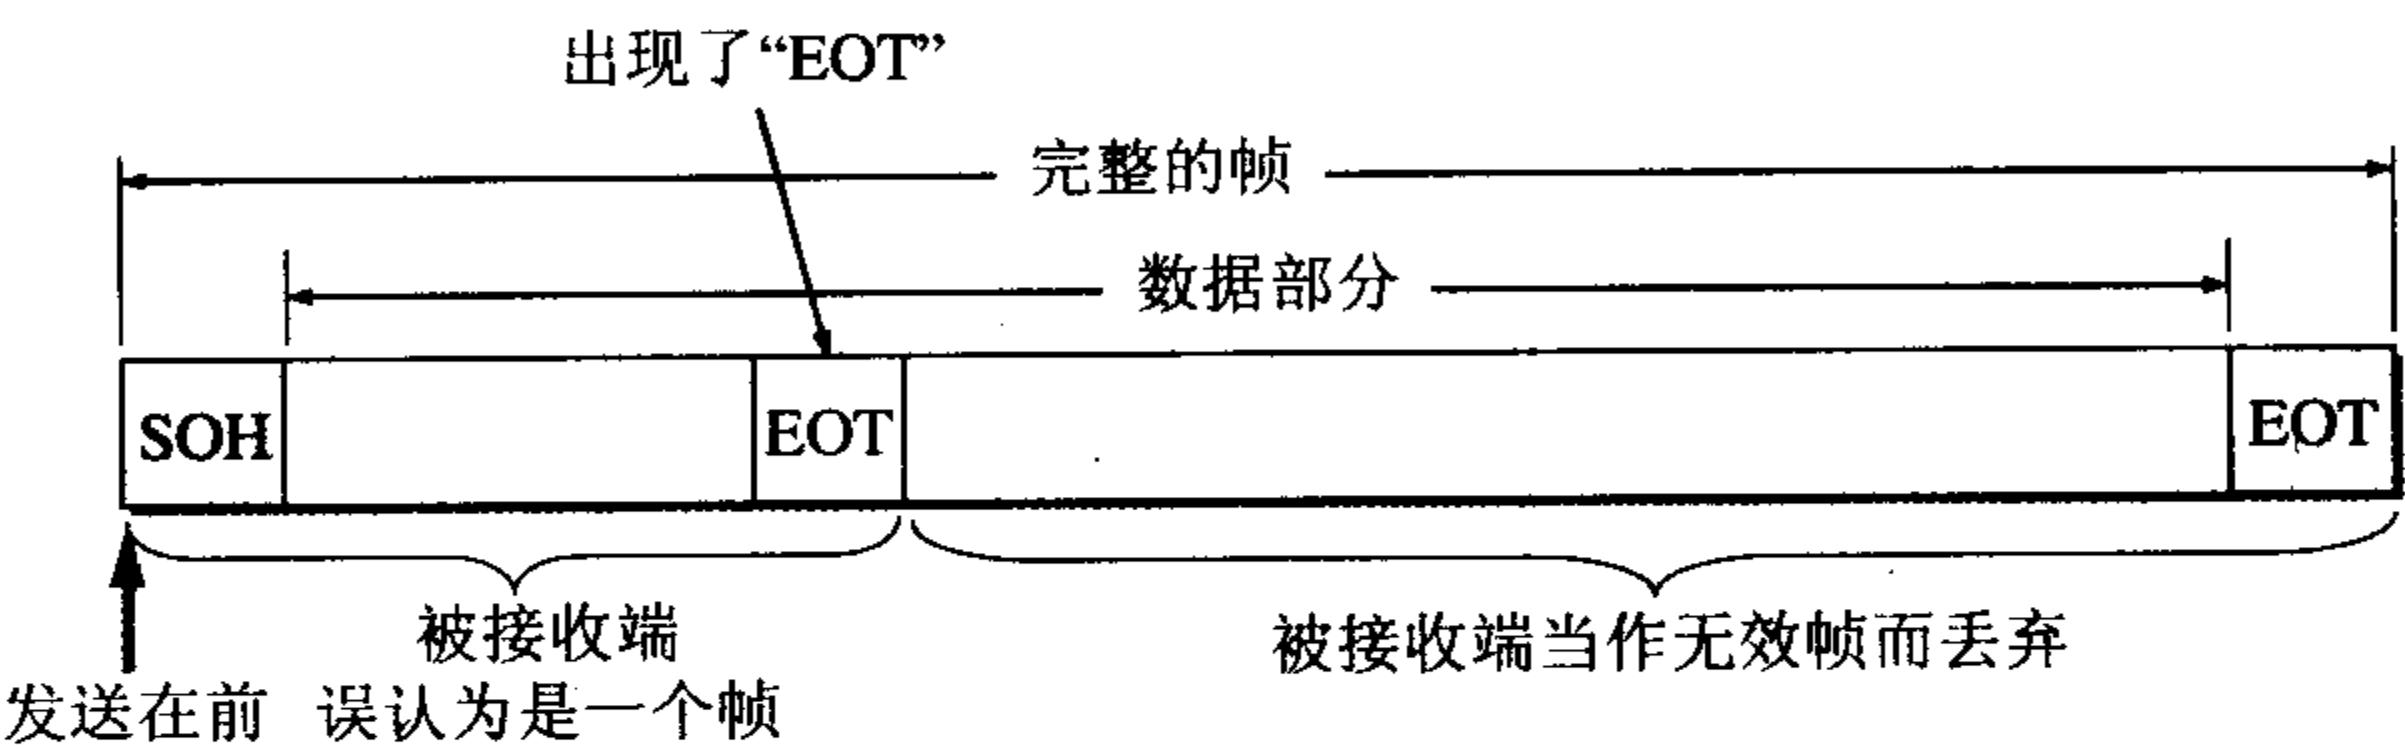 出现了“EOT”
完整的帧
数据部分
SOH
EOT
EOT
被接收端
误认为是一个帧
被接收端当作无效帧而丢弃
发送在前